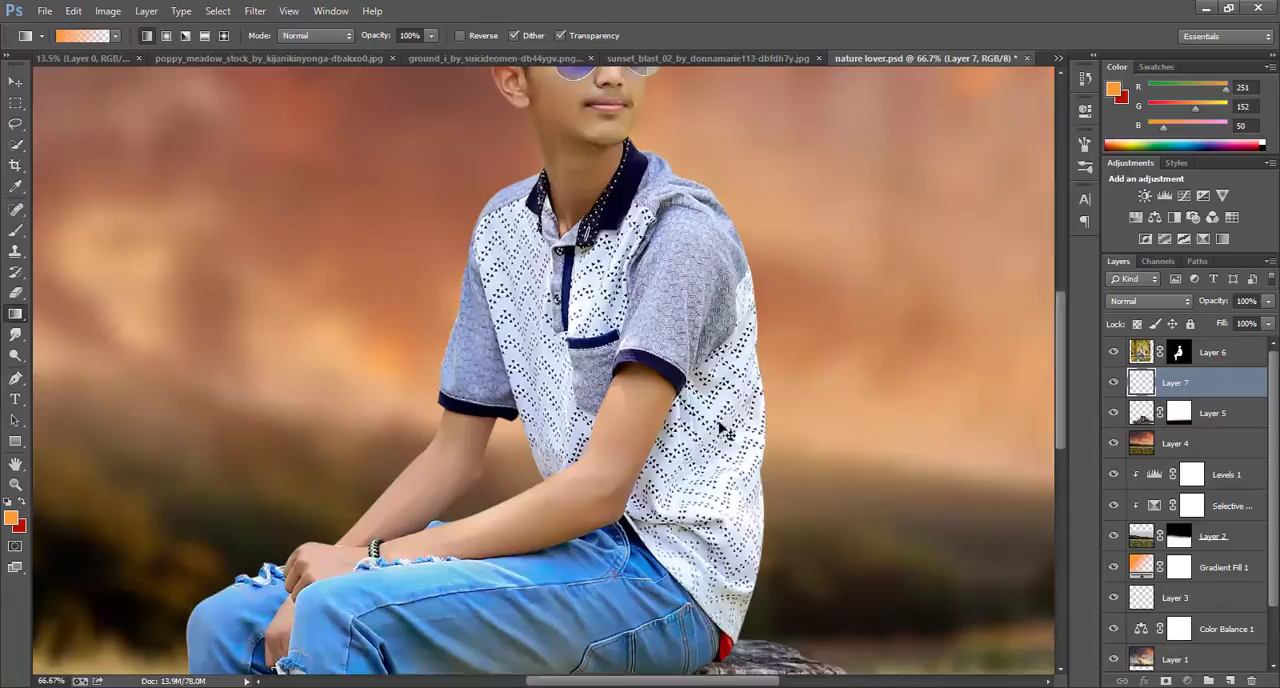 Ps File Edit Image Layer Type Select Filter View Window Help
Mode: Normal Opacity: 100% Reverse Dither Transparency Essentials
13.5% (Layer 0, RGB/... × poppy_meadow_stock_by_kijanikinyonga-dbakxo0.jpg × ground_i_by_suicideomen-db44ygv.png... × sunset_blast_02_by_donnamarie113-dbfdh7y.jpg × nature lover.psd @ 66.7% (Layer 7, RGB/8) * ×
Color Swatches
R 251
G 152
B 50
Adjustments Styles
Add an adjustment
Layers Channels Paths
Kind
Normal Opacity: 100%
Lock: Fill: 100%
Layer 6
Layer 7
Layer 5
Layer 4
Levels 1
Selective ...
Layer 2
Gradient Fill 1
Layer 3
Color Balance 1
Layer 1
66.67% Doc: 13.9M/78.0M